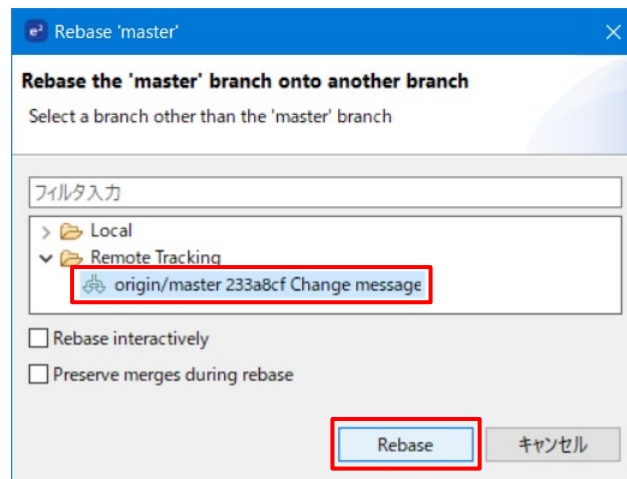 e² Rebase 'master'
Rebase the 'master' branch onto another branch
Select a branch other than the 'master' branch
フィルタ入力
Local
Remote Tracking
origin/master 233a8cf Change message
Rebase interactively
Preserve merges during rebase
Rebase キャンセル